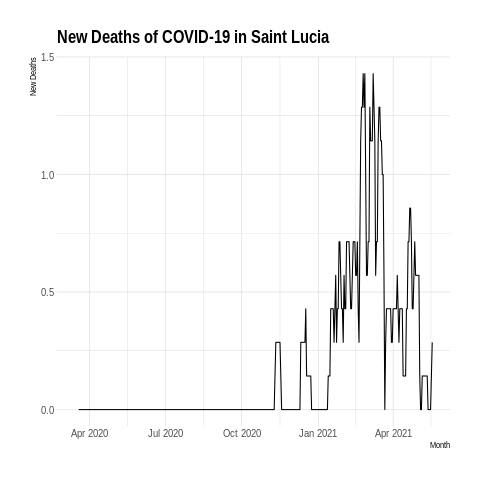 New Deaths of COVID-19 in Saint Lucia
New Deaths
1.5
1.0
0.5
0.0
Apr 2020 Jul 2020 Oct 2020 Jan 2021 Apr 2021
Month